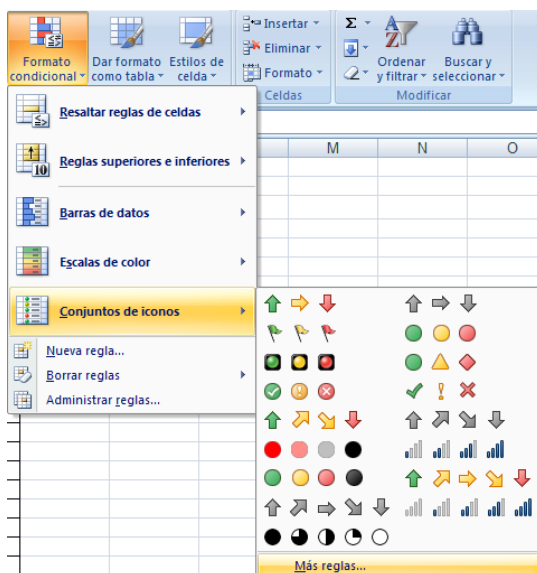 Formato condicional
Dar formato como tabla
Estilos de celda
Insertar
Eliminar
Formato
Celdas
Σ
A
Z
Ordenar y filtrar
Buscar y seleccionar
Modificar
M N O
Resaltar reglas de celdas
10
Reglas superiores e inferiores
Barras de datos
Escalas de color
Conjuntos de iconos
Nueva regla...
Borrar reglas
Administrar reglas...
Más reglas...